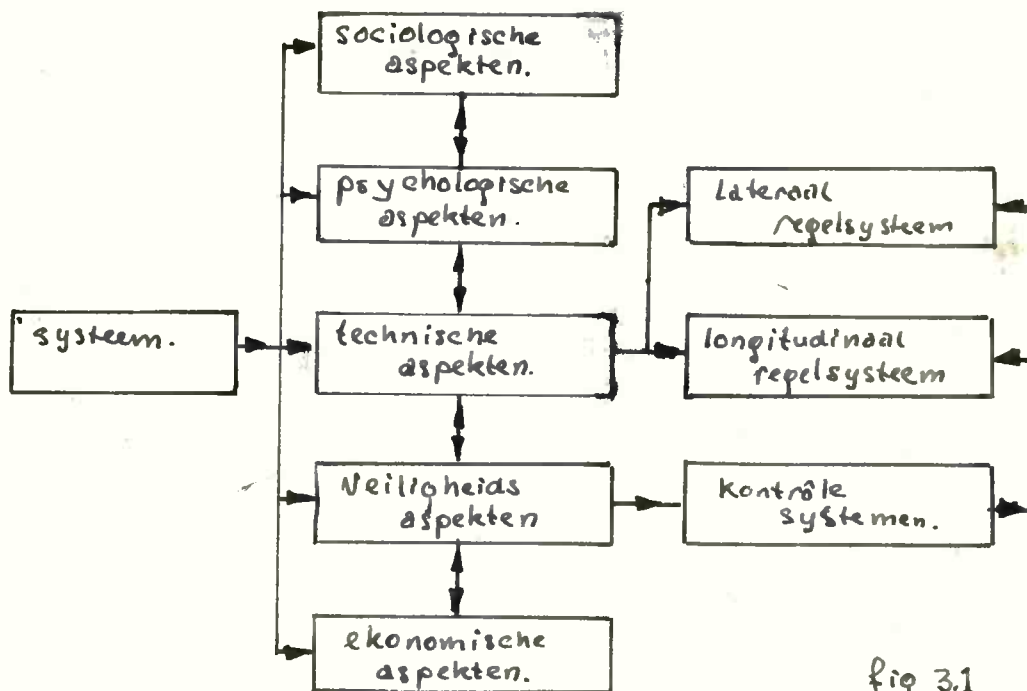 sociologische
aspekten.
psychologische
aspekten.
Lateraal
regelsysteem
systeem.
technische
aspekten.
longitudinaal
regelsysteem
Veiligheids
aspekten
kontrôle
systemen.
ekonomische
aspekten.
fig 3.1